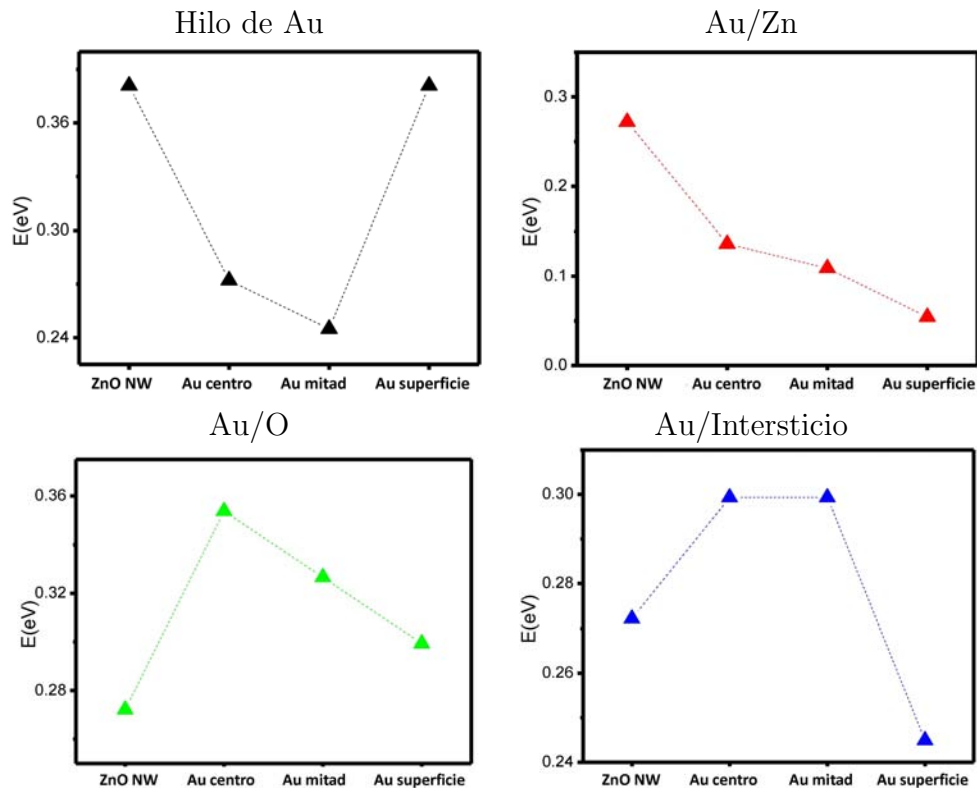 Hilo de Au
E(eV)
0.36
0.30
0.24
ZnO NW Au centro Au mitad Au superficie
Au/Zn
E(eV)
0.3
0.2
0.1
0.0
ZnO NW Au centro Au mitad Au superficie
Au/O
E(eV)
0.36
0.32
0.28
ZnO NW Au centro Au mitad Au superficie
Au/Intersticio
E(eV)
0.30
0.28
0.26
0.24
ZnO NW Au centro Au mitad Au superficie